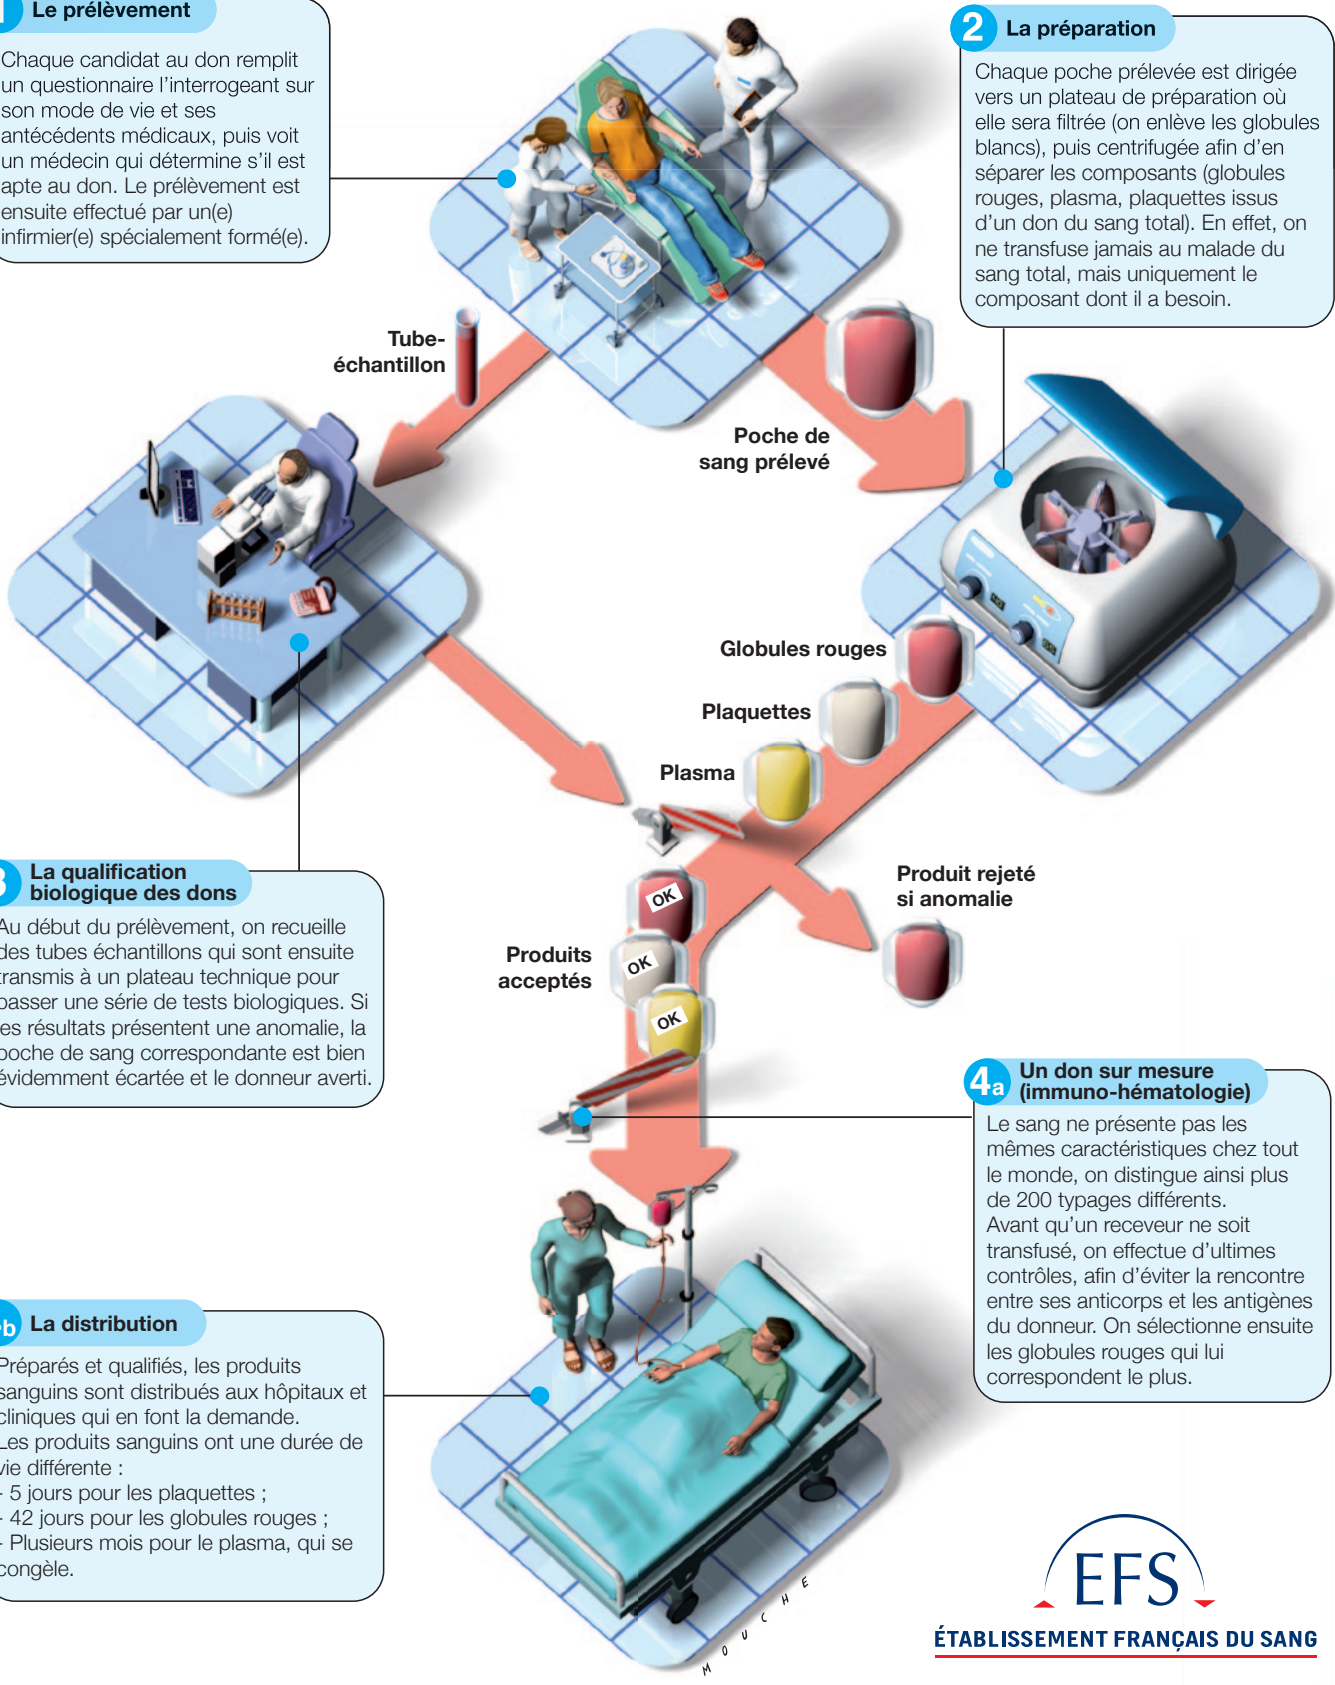 1 Le prélèvement
Chaque candidat au don remplit
un questionnaire l'interrogeant sur
son mode de vie et ses
antécédents médicaux, puis voit
un médecin qui détermine s'il est
apte au don. Le prélèvement est
ensuite effectué par un(e)
infirmier(e) spécialement formé(e).
2 La préparation
Chaque poche prélevée est dirigée
vers un plateau de préparation où
elle sera filtrée (on enlève les globules
blancs), puis centrifugée afin d'en
séparer les composants (globules
rouges, plasma, plaquettes issus
d'un don du sang total). En effet, on
ne transfuse jamais au malade du
sang total, mais uniquement le
composant dont il a besoin.
Tube-
échantillon
Poche de
sang prélevé
Globules rouges
Plaquettes
Plasma
3 La qualification
biologique des dons
Au début du prélèvement, on recueille
des tubes échantillons qui sont ensuite
transmis à un plateau technique pour
passer une série de tests biologiques. Si
les résultats présentent une anomalie, la
poche de sang correspondante est bien
évidemment écartée et le donneur averti.
Produit rejeté
si anomalie
Produits
acceptés
OK
OK
OK
4a Un don sur mesure
(immuno-hématologie)
Le sang ne présente pas les
mêmes caractéristiques chez tout
le monde, on distingue ainsi plus
de 200 typages différents.
Avant qu'un receveur ne soit
transfusé, on effectue d'ultimes
contrôles, afin d'éviter la rencontre
entre ses anticorps et les antigènes
du donneur. On sélectionne ensuite
les globules rouges qui lui
correspondent le plus.
b La distribution
Préparés et qualifiés, les produits
sanguins sont distribués aux hôpitaux et
cliniques qui en font la demande.
Les produits sanguins ont une durée de
vie différente :
- 5 jours pour les plaquettes ;
- 42 jours pour les globules rouges ;
- Plusieurs mois pour le plasma, qui se
congèle.
MOUCHE
EFS
ÉTABLISSEMENT FRANÇAIS DU SANG